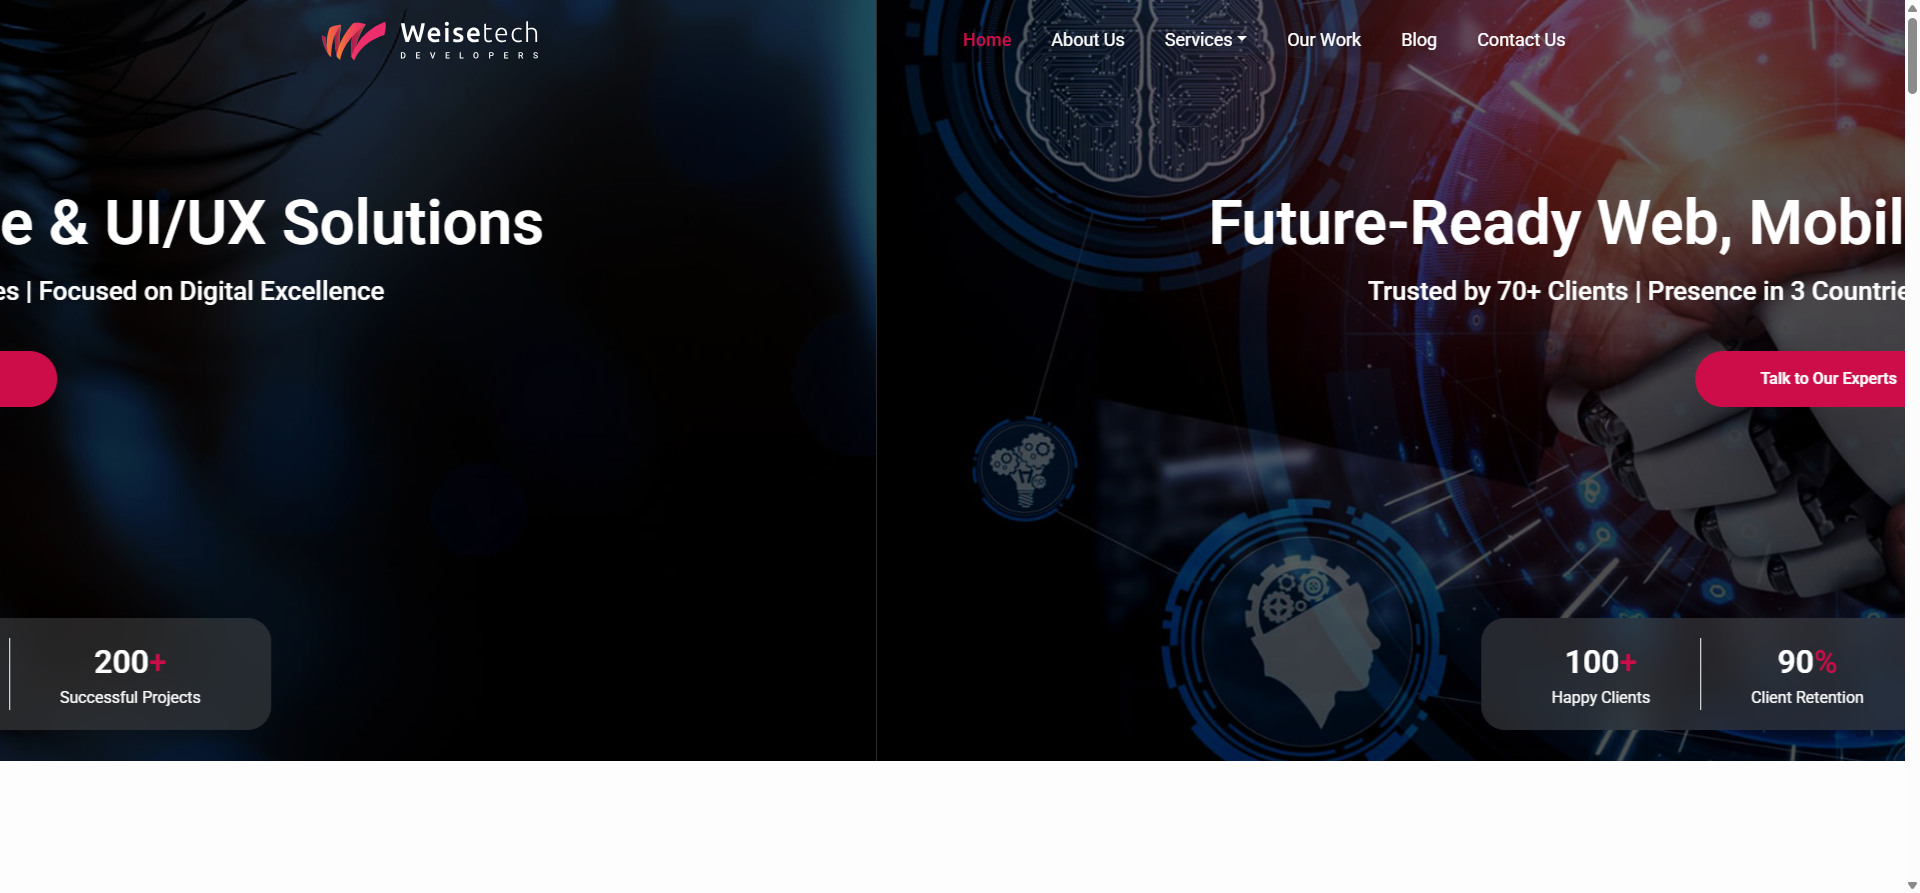 Weisetech
DEVELOPERS
Home
About Us
Services
Our Work
Blog
Contact Us
e & UI/UX Solutions
es | Focused on Digital Excellence
200+
Successful Projects
Future-Ready Web, Mobil
Trusted by 70+ Clients | Presence in 3 Countrie
Talk to Our Experts
100+
Happy Clients
90%
Client Retention